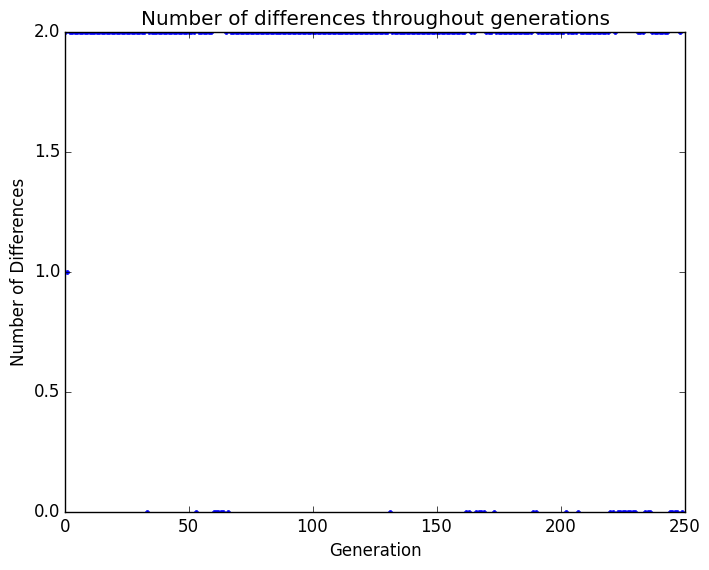 Number of differences throughout generations
2.0
1.5
1.0
0.5
0.0
Number of Differences
0 50 100 150 200 250
Generation